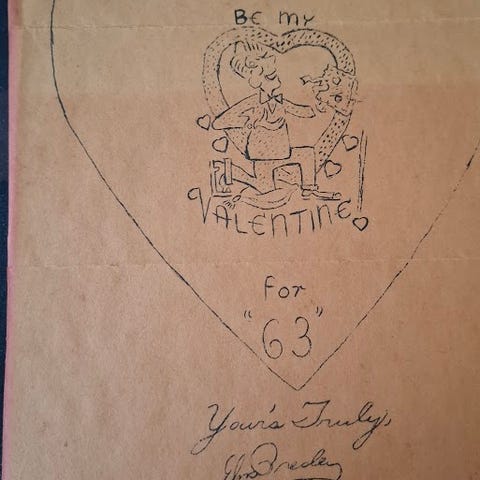 BE MY
VALENTINE
For
"63"
Your's Truly,